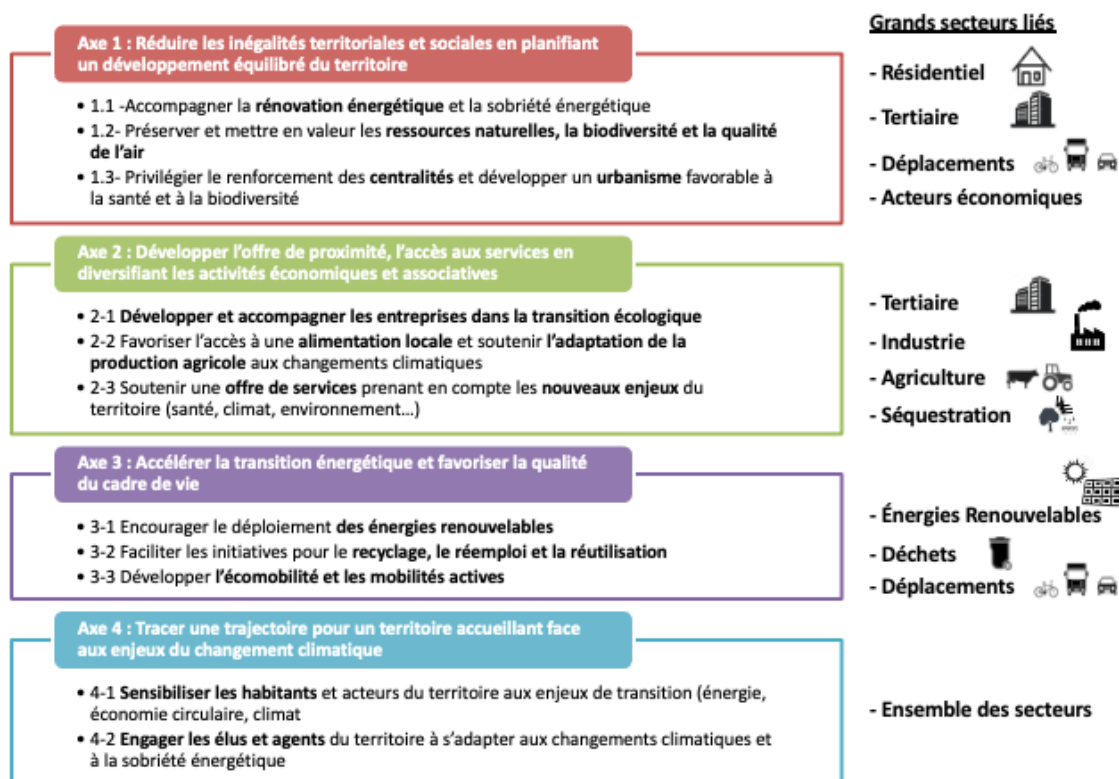 Grands secteurs liés
Axe 1 : Réduire les inégalités territoriales et sociales en planifiant
un développement équilibré du territoire
• 1.1 -Accompagner la rénovation énergétique et la sobriété énergétique
• 1.2- Préserver et mettre en valeur les ressources naturelles, la biodiversité et la qualité
de l'air
• 1.3- Privilégier le renforcement des centralités et développer un urbanisme favorable à
la santé et à la biodiversité
- Résidentiel
- Tertiaire
- Déplacements
- Acteurs économiques
Axe 2 : Développer l'offre de proximité, l'accès aux services en
diversifiant les activités économiques et associatives
• 2-1 Développer et accompagner les entreprises dans la transition écologique
• 2-2 Favoriser l'accès à une alimentation locale et soutenir l'adaptation de la
production agricole aux changements climatiques
• 2-3 Soutenir une offre de services prenant en compte les nouveaux enjeux du
territoire (santé, climat, environnement...)
- Tertiaire
- Industrie
- Agriculture
- Séquestration
Axe 3 : Accélérer la transition énergétique et favoriser la qualité
du cadre de vie
• 3-1 Encourager le déploiement des énergies renouvelables
• 3-2 Faciliter les initiatives pour le recyclage, le réemploi et la réutilisation
• 3-3 Développer l'écomobilité et les mobilités actives
- Énergies Renouvelables
- Déchets
- Déplacements
Axe 4 : Tracer une trajectoire pour un territoire accueillant face
aux enjeux du changement climatique
• 4-1 Sensibiliser les habitants et acteurs du territoire aux enjeux de transition (énergie,
économie circulaire, climat
• 4-2 Engager les élus et agents du territoire à s'adapter aux changements climatiques et
à la sobriété énergétique
- Ensemble des secteurs